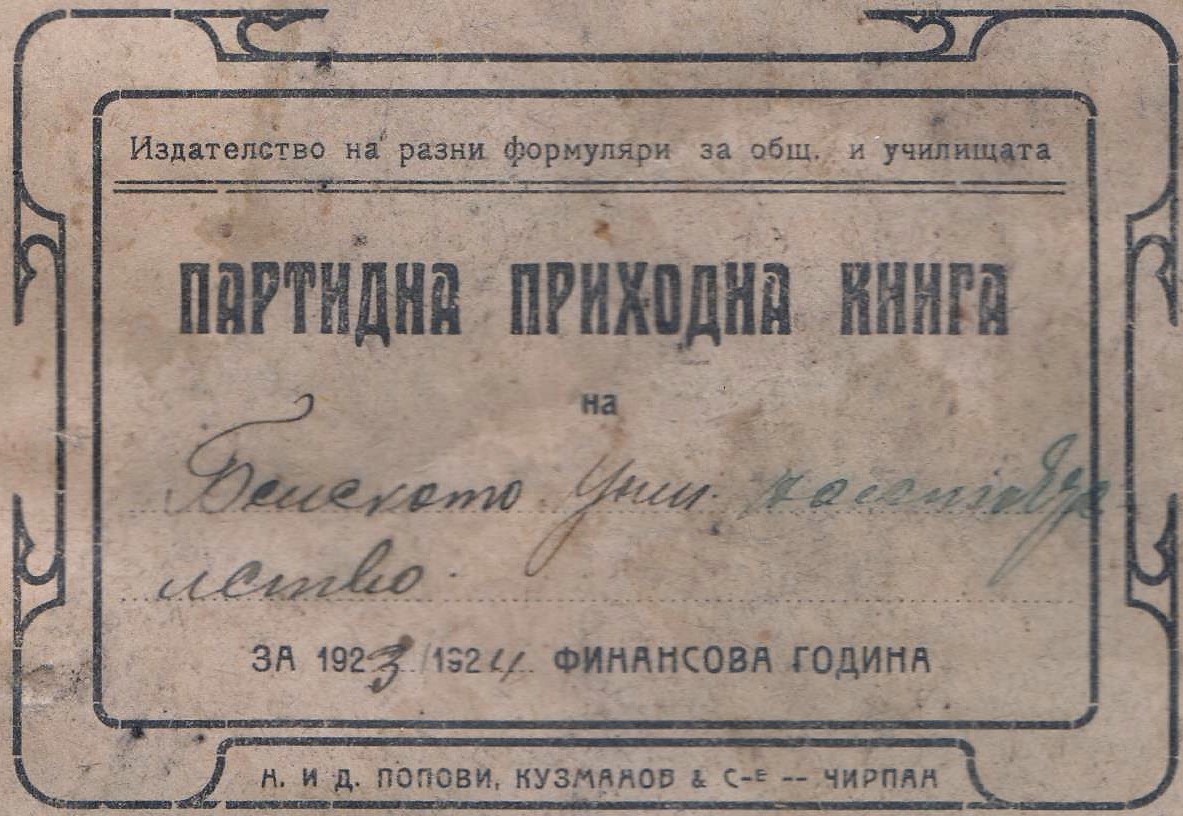 Издателство на разни формуляри за общ. и училищата
ПАРТИДНА ПРИХОДНА КНИГА
на
Учил. настоятел
ство.
ЗА 1923/1924 ФИНАНСОВА ГОДИНА
Н. И Д. ПОПОВИ, КУЗМАНОВ & С-Е -- ЧИРПАН